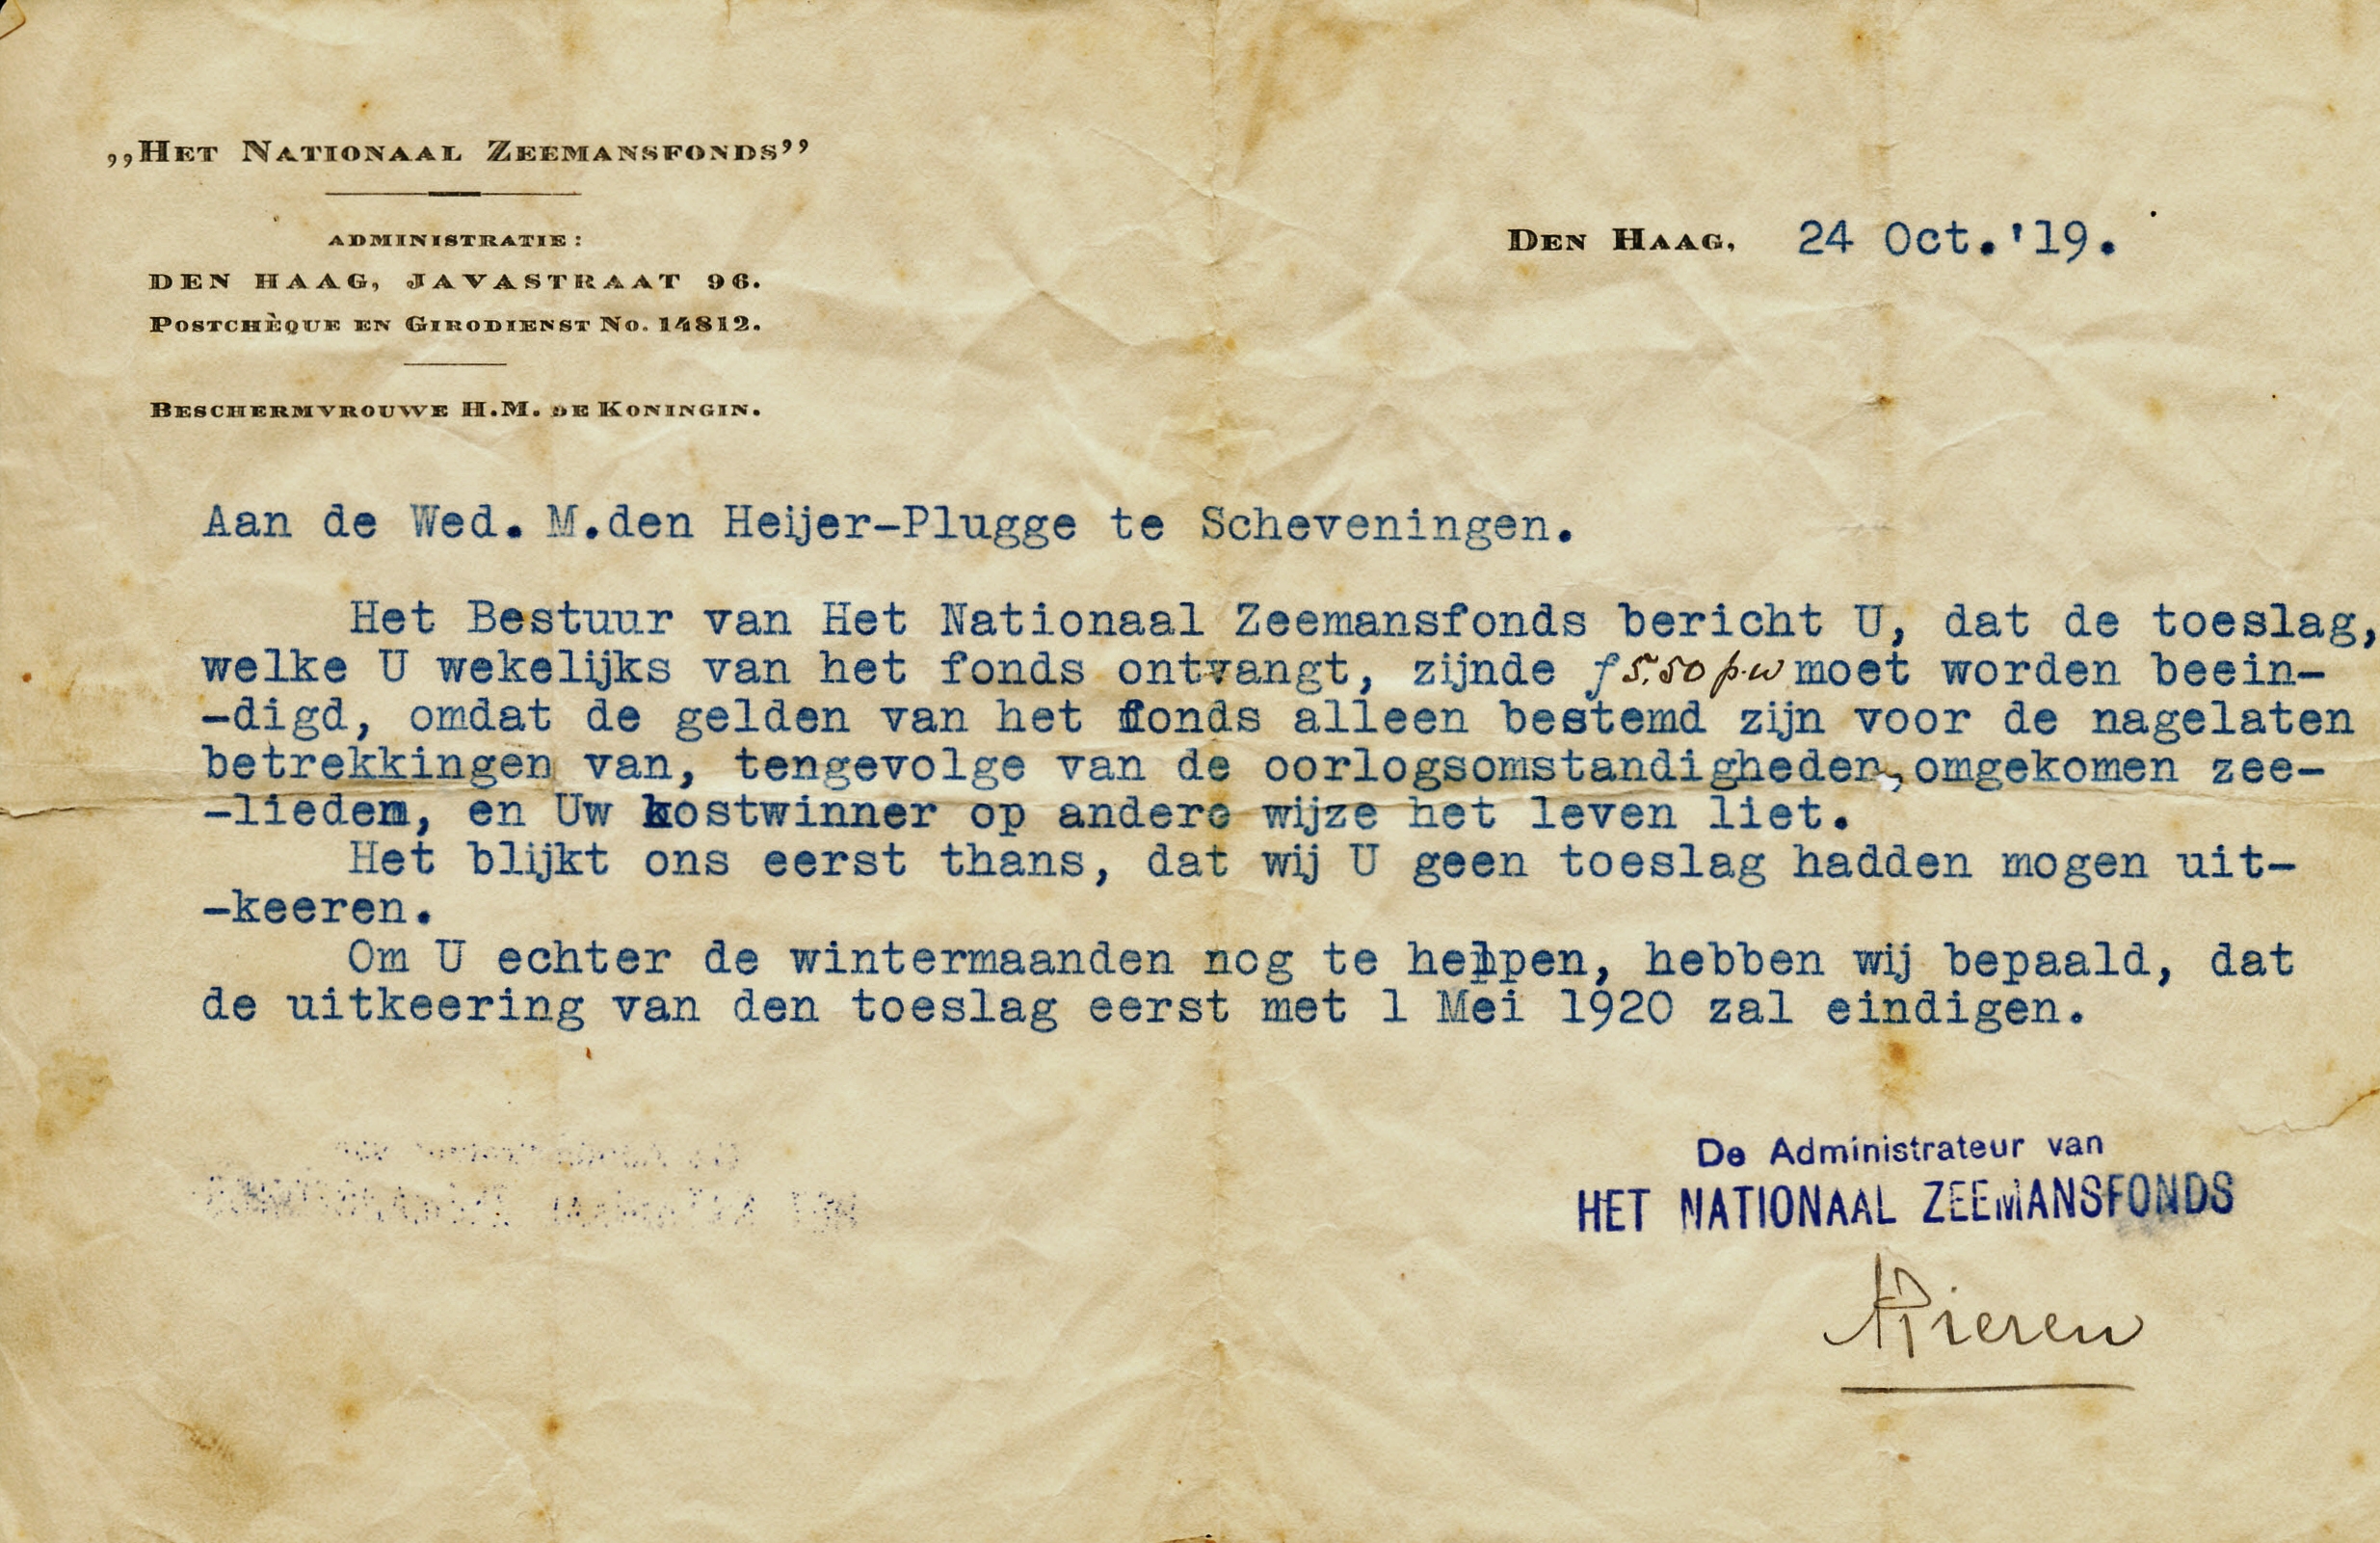 „Het Nationaal Zeemansfonds”
ADMINISTRATIE:
DEN HAAG, JAVASTRAAT 96.
Postchèque en Girodienst No. 14812.
Beschermvrouwe H.M. de Koningin.
Den Haag, 24 Oct.'19.
Aan de Wed. M.den Heijer-Plugge te Scheveningen.
Het Bestuur van Het Nationaal Zeemansfonds bericht U, dat de toeslag,
welke U wekelijks van het fonds ontvangt, zijnde f 5,50 p.w moet worden beein-
-digd, omdat de gelden van het fonds alleen bestemd zijn voor de nagelaten
betrekkingen van, tengevolge van de oorlogsomstandigheden, omgekomen zee-
-lieden, en Uw kostwinner op andere wijze het leven liet.
Het blijkt ons eerst thans, dat wij U geen toeslag hadden mogen uit-
-keeren.
Om U echter de wintermaanden nog te helpen, hebben wij bepaald, dat
de uitkeering van den toeslag eerst met 1 Mei 1920 zal eindigen.
De Administrateur van
HET NATIONAAL ZEEMANSFONDS